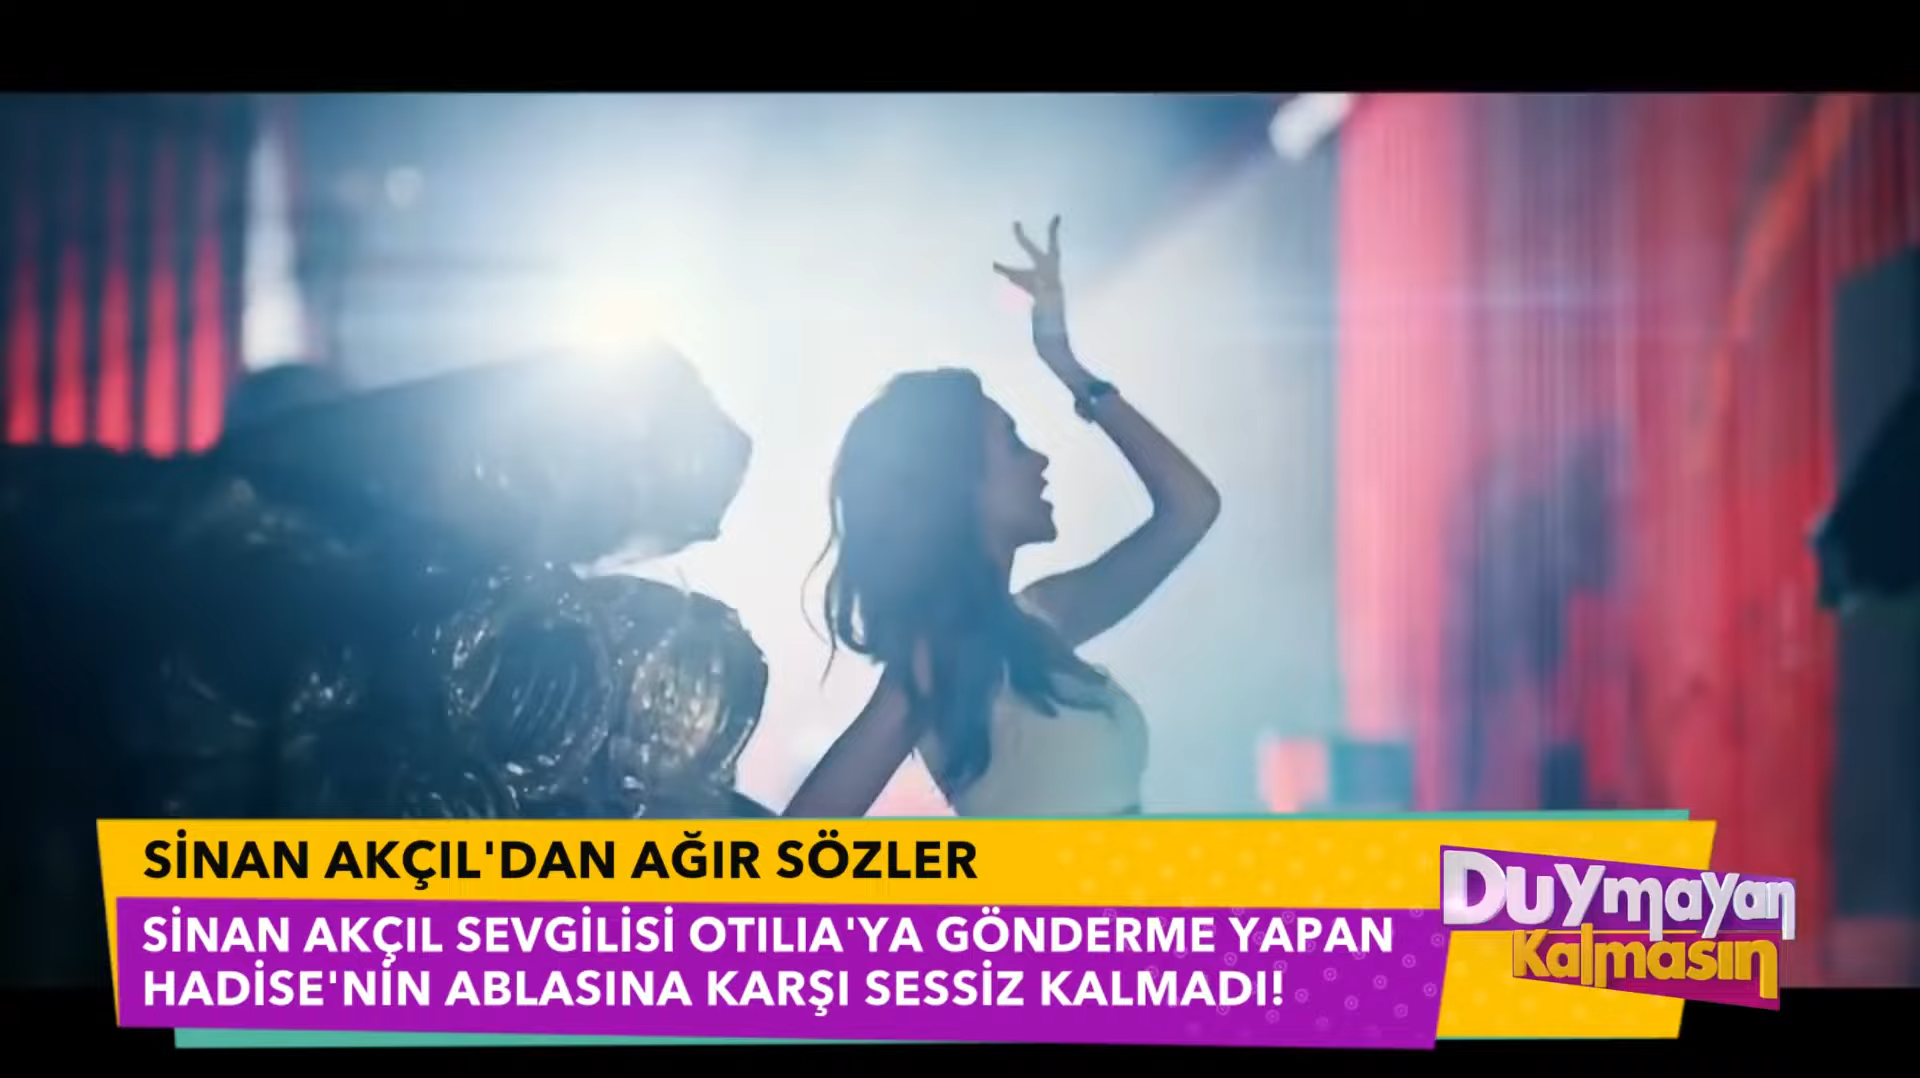 SİNAN AKÇIL'DAN AĞIR SÖZLER
SİNAN AKÇIL SEVGİLİSİ OTILIA'YA GÖNDERME YAPAN
HADİSE'NİN ABLASINA KARŞI SESSİZ KALMADI!
Duymayan
Kalmasın